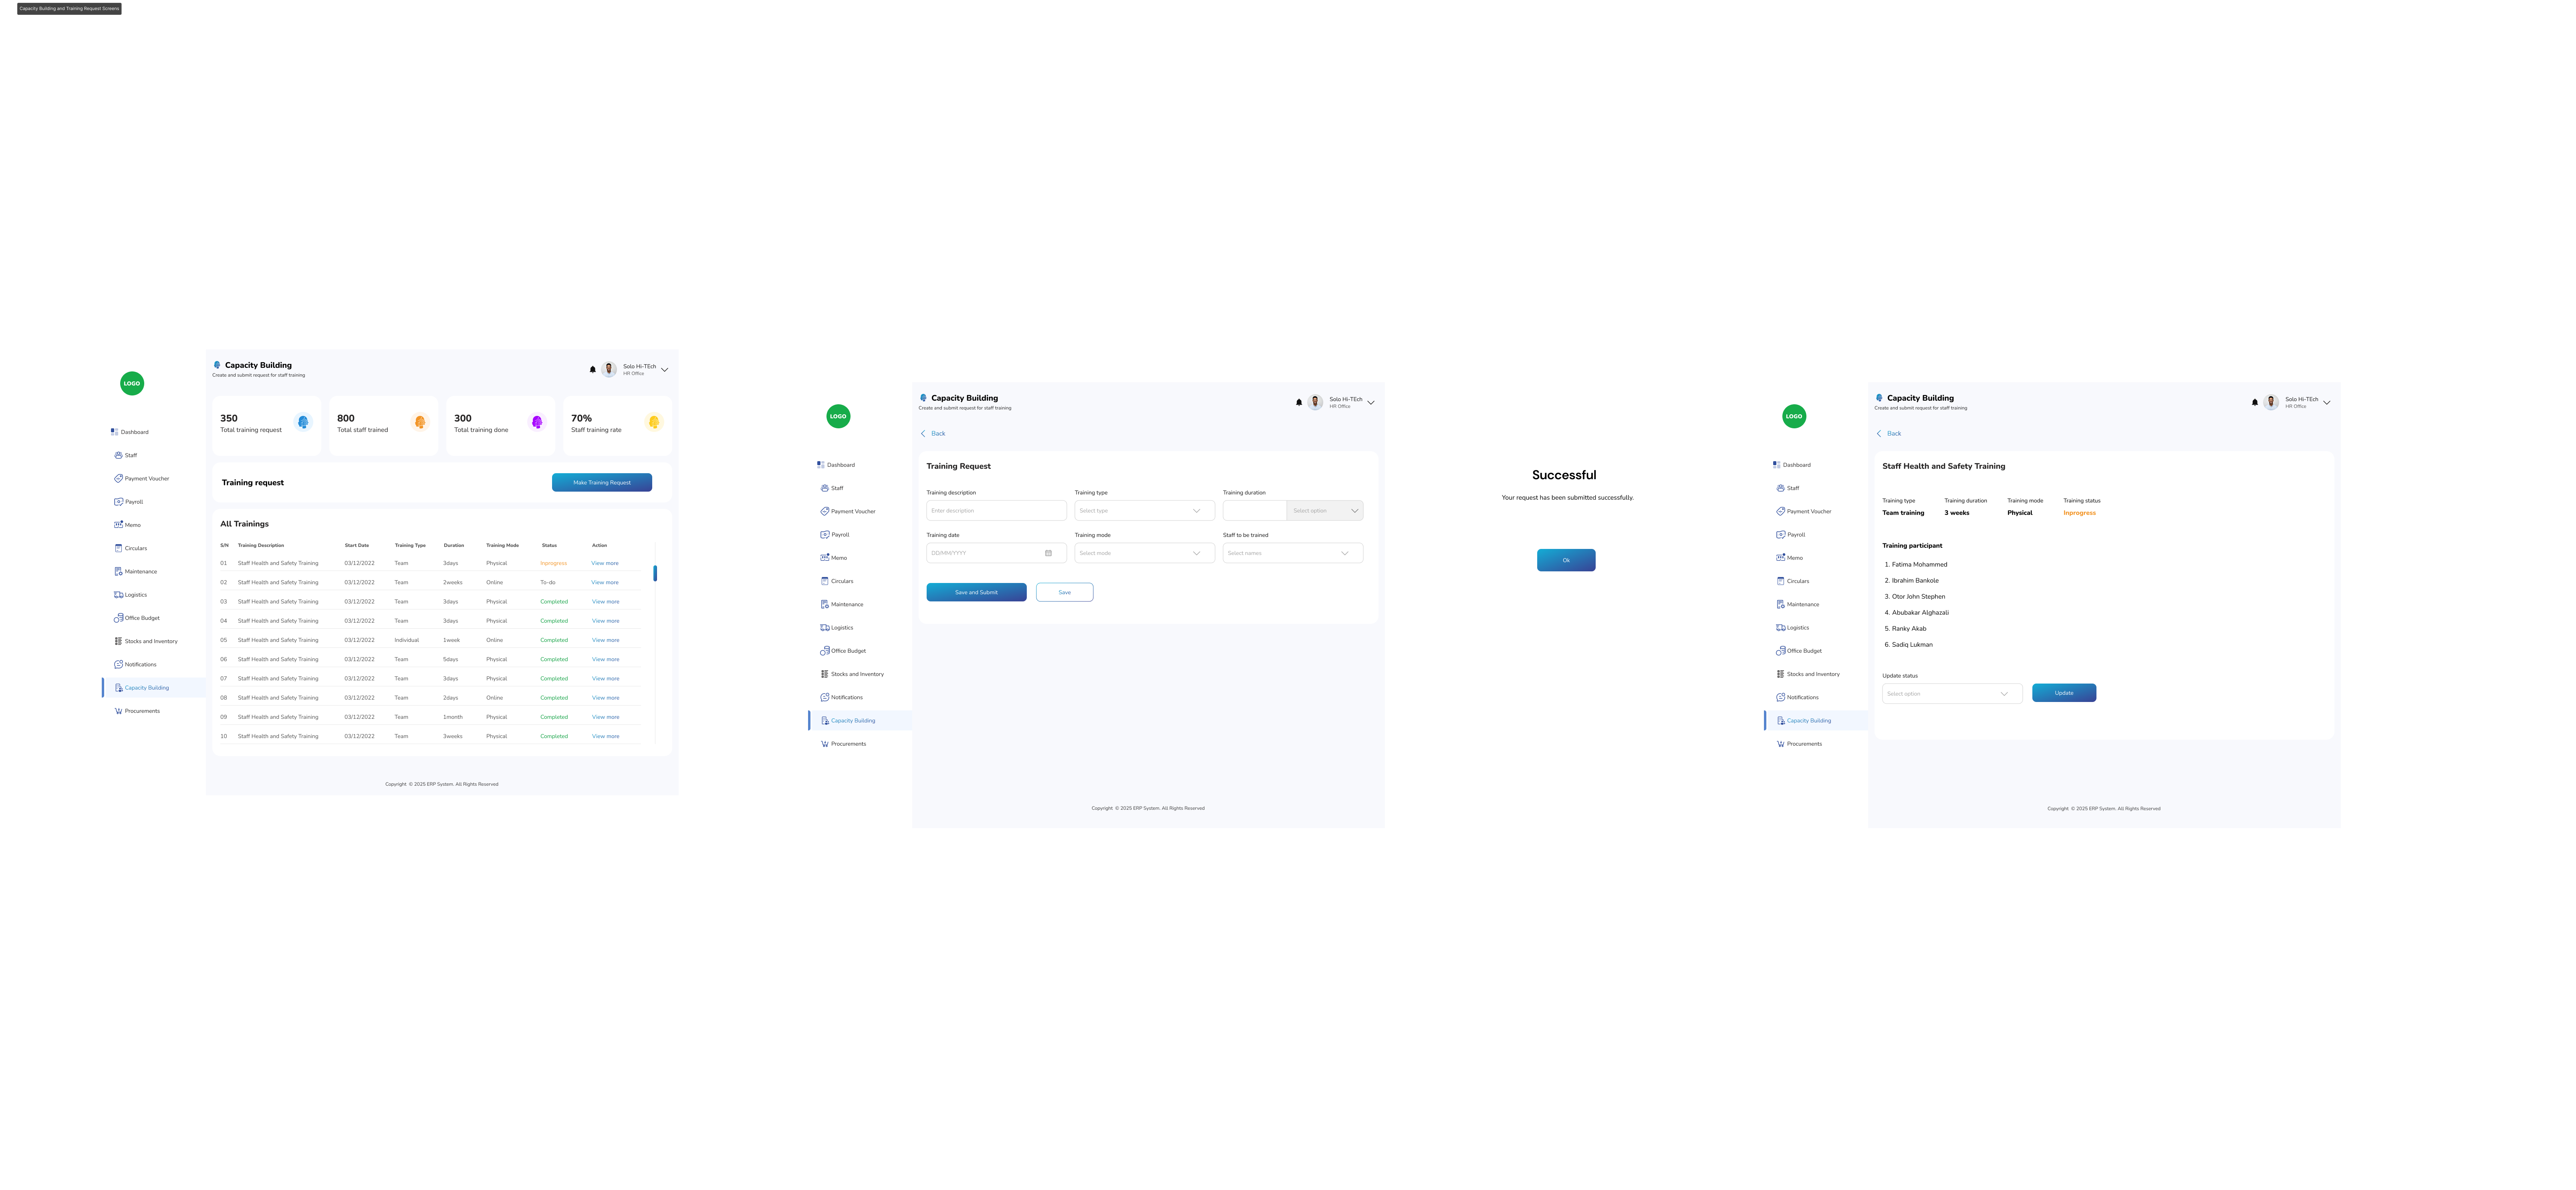 Capacity Building and Training Request Screens
LOGO
Dashboard
Staff
Payment Voucher
Payroll
Memo
Circulars
Maintenance
Logistics
Office Budget
Stocks and Inventory
Notifications
Capacity Building
Procurements
Capacity Building
Create and submit request for staff training
Solo Hi-TEch
HR Office
350
Total training request
800
Total staff trained
300
Total training done
70%
Staff training rate
Training request
Make Training Request
All Trainings
S/N Training Description Start Date Training Type Duration Training Mode Status Action
01 Staff Health and Safety Training 03/12/2022 Team 3days Physical Inprogress View more
02 Staff Health and Safety Training 03/12/2022 Team 2weeks Online To-do View more
03 Staff Health and Safety Training 03/12/2022 Team 3days Physical Completed View more
04 Staff Health and Safety Training 03/12/2022 Team 3days Physical Completed View more
05 Staff Health and Safety Training 03/12/2022 Individual 1week Online Completed View more
06 Staff Health and Safety Training 03/12/2022 Team 5days Physical Completed View more
07 Staff Health and Safety Training 03/12/2022 Team 3days Physical Completed View more
08 Staff Health and Safety Training 03/12/2022 Team 2days Online Completed View more
09 Staff Health and Safety Training 03/12/2022 Team 1month Physical Completed View more
10 Staff Health and Safety Training 03/12/2022 Team 3weeks Physical Completed View more
Copyright © 2025 ERP System. All Rights Reserved
LOGO
Dashboard
Staff
Payment Voucher
Payroll
Memo
Circulars
Maintenance
Logistics
Office Budget
Stocks and Inventory
Notifications
Capacity Building
Procurements
Capacity Building
Create and submit request for staff training
Solo Hi-TEch
HR Office
Back
Training Request
Training description Training type Training duration
Enter description Select type Select option
Training date Training mode Staff to be trained
DD/MM/YYYY Select mode Select names
Save and Submit Save
Copyright © 2025 ERP System. All Rights Reserved
Successful
Your request has been submitted successfully.
Ok
LOGO
Dashboard
Staff
Payment Voucher
Payroll
Memo
Circulars
Maintenance
Logistics
Office Budget
Stocks and Inventory
Notifications
Capacity Building
Procurements
Capacity Building
Create and submit request for staff training
Solo Hi-TEch
HR Office
Back
Staff Health and Safety Training
Training type Training duration Training mode Training status
Team training 3 weeks Physical Inprogress
Training participant
1. Fatima Mohammed
2. Ibrahim Bankole
3. Otor John Stephen
4. Abubakar Alghazali
5. Ranky Akab
6. Sadiq Lukman
Update status
Select option Update
Copyright © 2025 ERP System. All Rights Reserved